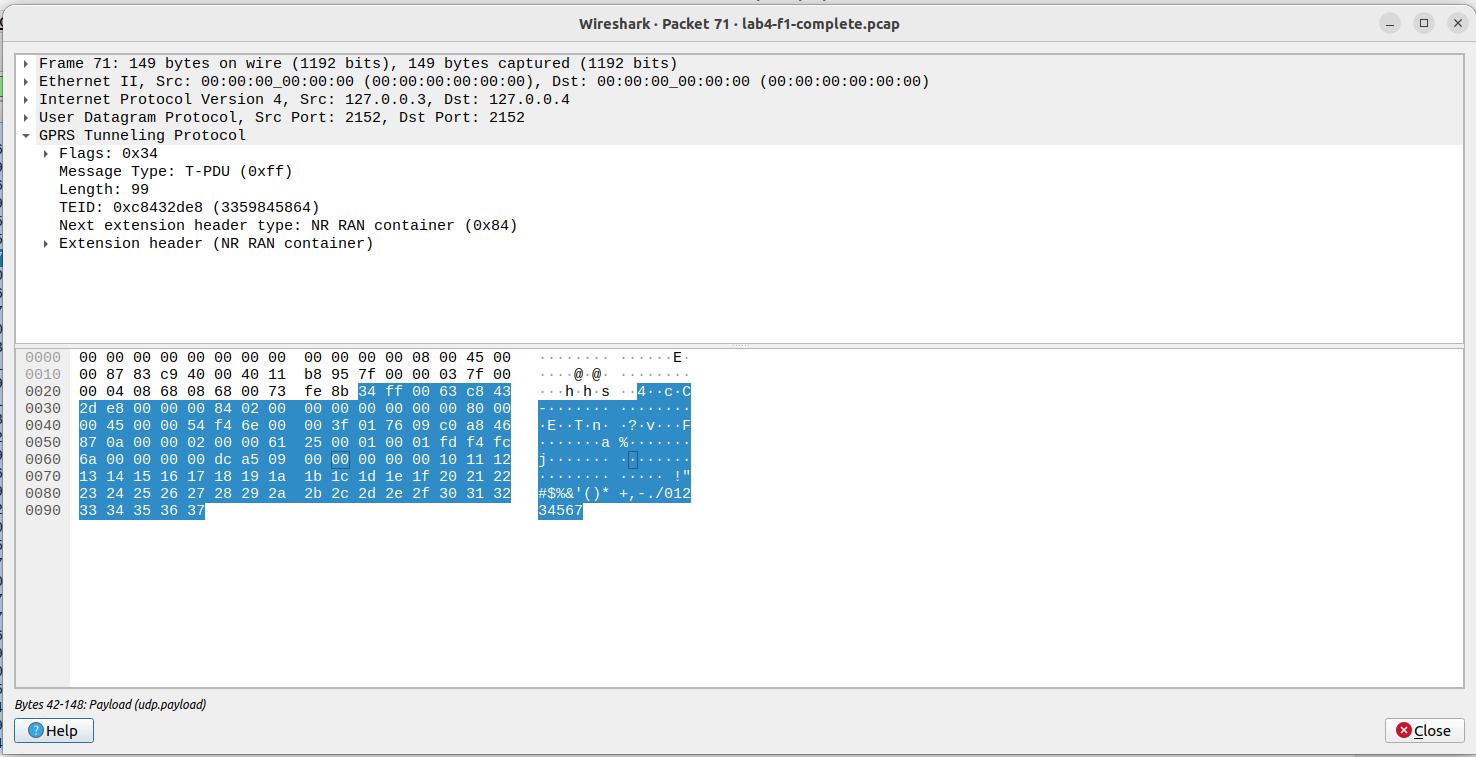 Wireshark · Packet 71 · lab4-f1-complete.pcap
Frame 71: 149 bytes on wire (1192 bits), 149 bytes captured (1192 bits)
Ethernet II, Src: 00:00:00_00:00:00 (00:00:00:00:00:00), Dst: 00:00:00_00:00:00 (00:00:00:00:00:00)
Internet Protocol Version 4, Src: 127.0.0.3, Dst: 127.0.0.4
User Datagram Protocol, Src Port: 2152, Dst Port: 2152
GPRS Tunneling Protocol
Flags: 0x34
Message Type: T-PDU (0xff)
Length: 99
TEID: 0xc8432de8 (3359845864)
Next extension header type: NR RAN container (0x84)
Extension header (NR RAN container)
0000 00 00 00 00 00 00 00 00 00 00 00 00 08 00 45 00 ········ ······E·
0010 00 87 83 c9 40 00 40 11 b8 95 7f 00 00 03 7f 00 ····@·@· ········
0020 00 04 08 68 08 68 00 73 fe 8b 34 ff 00 63 c8 43 ···h·h·s ··4··c·C
0030 2d e8 00 00 00 84 02 00 00 00 00 00 00 00 80 00 -······· ········
0040 00 45 00 00 54 f4 6e 00 00 3f 01 76 09 c0 a8 46 ·E··T·n· ·?·v···F
0050 87 0a 00 00 02 00 00 61 25 00 01 00 01 fd f4 fc ·······a %·······
0060 6a 00 00 00 00 dc a5 09 00 00 00 00 00 10 11 12 j······· ········
0070 13 14 15 16 17 18 19 1a 1b 1c 1d 1e 1f 20 21 22 ········ ····· !"
0080 23 24 25 26 27 28 29 2a 2b 2c 2d 2e 2f 30 31 32 #$%&'()* +,-./012
0090 33 34 35 36 37 34567
Bytes 42-148: Payload (udp.payload)
Help
Close